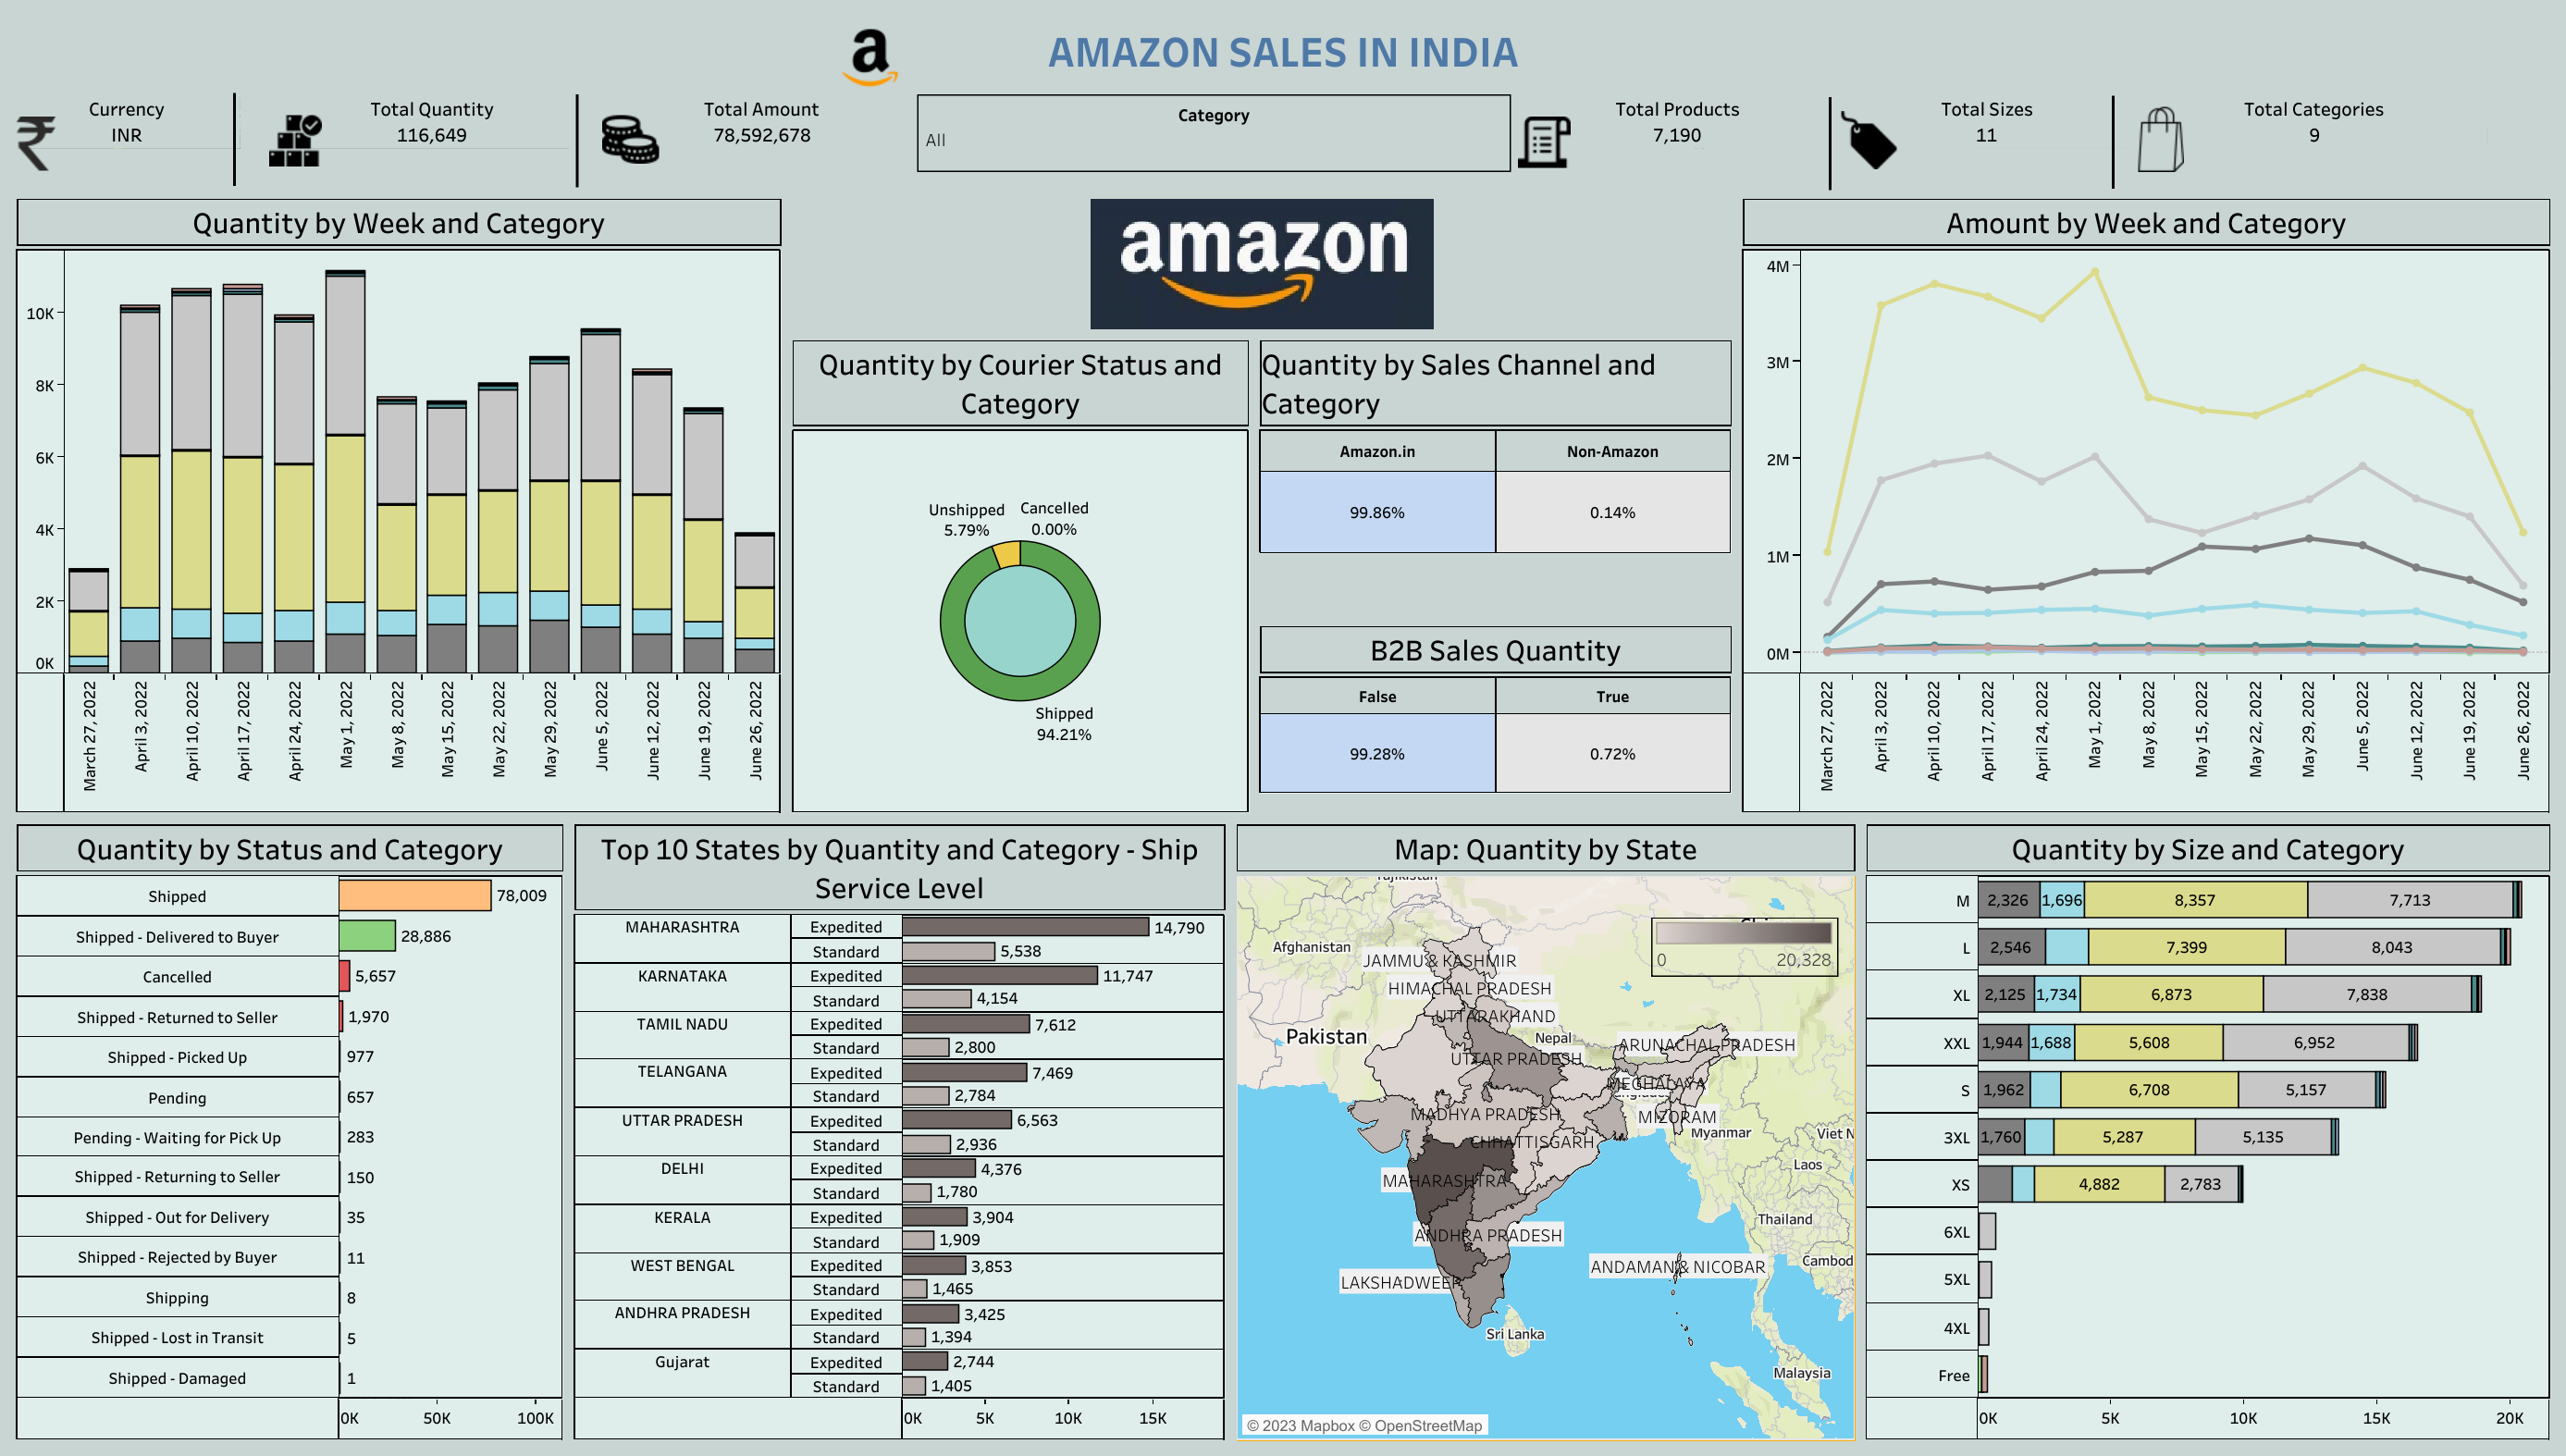 a
AMAZON SALES IN INDIA
Currency
INR
Total Quantity
116,649
Total Amount
78,592,678
Category
All
Total Products
7,190
Total Sizes
11
Total Categories
9
Quantity by Week and Category
10K
8K
6K
4K
2K
0K
March 27, 2022
April 3, 2022
April 10, 2022
April 17, 2022
April 24, 2022
May 1, 2022
May 8, 2022
May 15, 2022
May 22, 2022
May 29, 2022
June 5, 2022
June 12, 2022
June 19, 2022
June 26, 2022
amazon
Quantity by Courier Status and
Category
Unshipped
5.79%
Cancelled
0.00%
Shipped
94.21%
Quantity by Sales Channel and
Category
Amazon.in Non-Amazon
99.86% 0.14%
B2B Sales Quantity
False True
99.28% 0.72%
Amount by Week and Category
4M
3M
2M
1M
0M
March 27, 2022
April 3, 2022
April 10, 2022
April 17, 2022
April 24, 2022
May 1, 2022
May 8, 2022
May 15, 2022
May 22, 2022
May 29, 2022
June 5, 2022
June 12, 2022
June 19, 2022
June 26, 2022
Quantity by Status and Category
Shipped 78,009
Shipped - Delivered to Buyer 28,886
Cancelled 5,657
Shipped - Returned to Seller 1,970
Shipped - Picked Up 977
Pending 657
Pending - Waiting for Pick Up 283
Shipped - Returning to Seller 150
Shipped - Out for Delivery 35
Shipped - Rejected by Buyer 11
Shipping 8
Shipped - Lost in Transit 5
Shipped - Damaged 1
0K 50K 100K
Top 10 States by Quantity and Category - Ship
Service Level
MAHARASHTRA Expedited 14,790
Standard 5,538
KARNATAKA Expedited 11,747
Standard 4,154
TAMIL NADU Expedited 7,612
Standard 2,800
TELANGANA Expedited 7,469
Standard 2,784
UTTAR PRADESH Expedited 6,563
Standard 2,936
DELHI Expedited 4,376
Standard 1,780
KERALA Expedited 3,904
Standard 1,909
WEST BENGAL Expedited 3,853
Standard 1,465
ANDHRA PRADESH Expedited 3,425
Standard 1,394
Gujarat Expedited 2,744
Standard 1,405
0K 5K 10K 15K
Map: Quantity by State
0 20,328
Afghanistan
JAMMU & KASHMIR
HIMACHAL PRADESH
UTTARAKHAND
Pakistan
Nepal
ARUNACHAL PRADESH
UTTAR PRADESH
MEGHALAYA
MADHYA PRADESH
MIZORAM
Myanmar
Viet N
CHHATTISGARH
Laos
MAHARASHTRA
Thailand
ANDHRA PRADESH
ANDAMAN & NICOBAR
Cambod
LAKSHADWEEP
Sri Lanka
Malaysia
© 2023 Mapbox © OpenStreetMap
Quantity by Size and Category
M 2,326 1,696 8,357 7,713
L 2,546 7,399 8,043
XL 2,125 1,734 6,873 7,838
XXL 1,944 1,688 5,608 6,952
S 1,962 6,708 5,157
3XL 1,760 5,287 5,135
XS 4,882 2,783
6XL
5XL
4XL
Free
0K 5K 10K 15K 20K